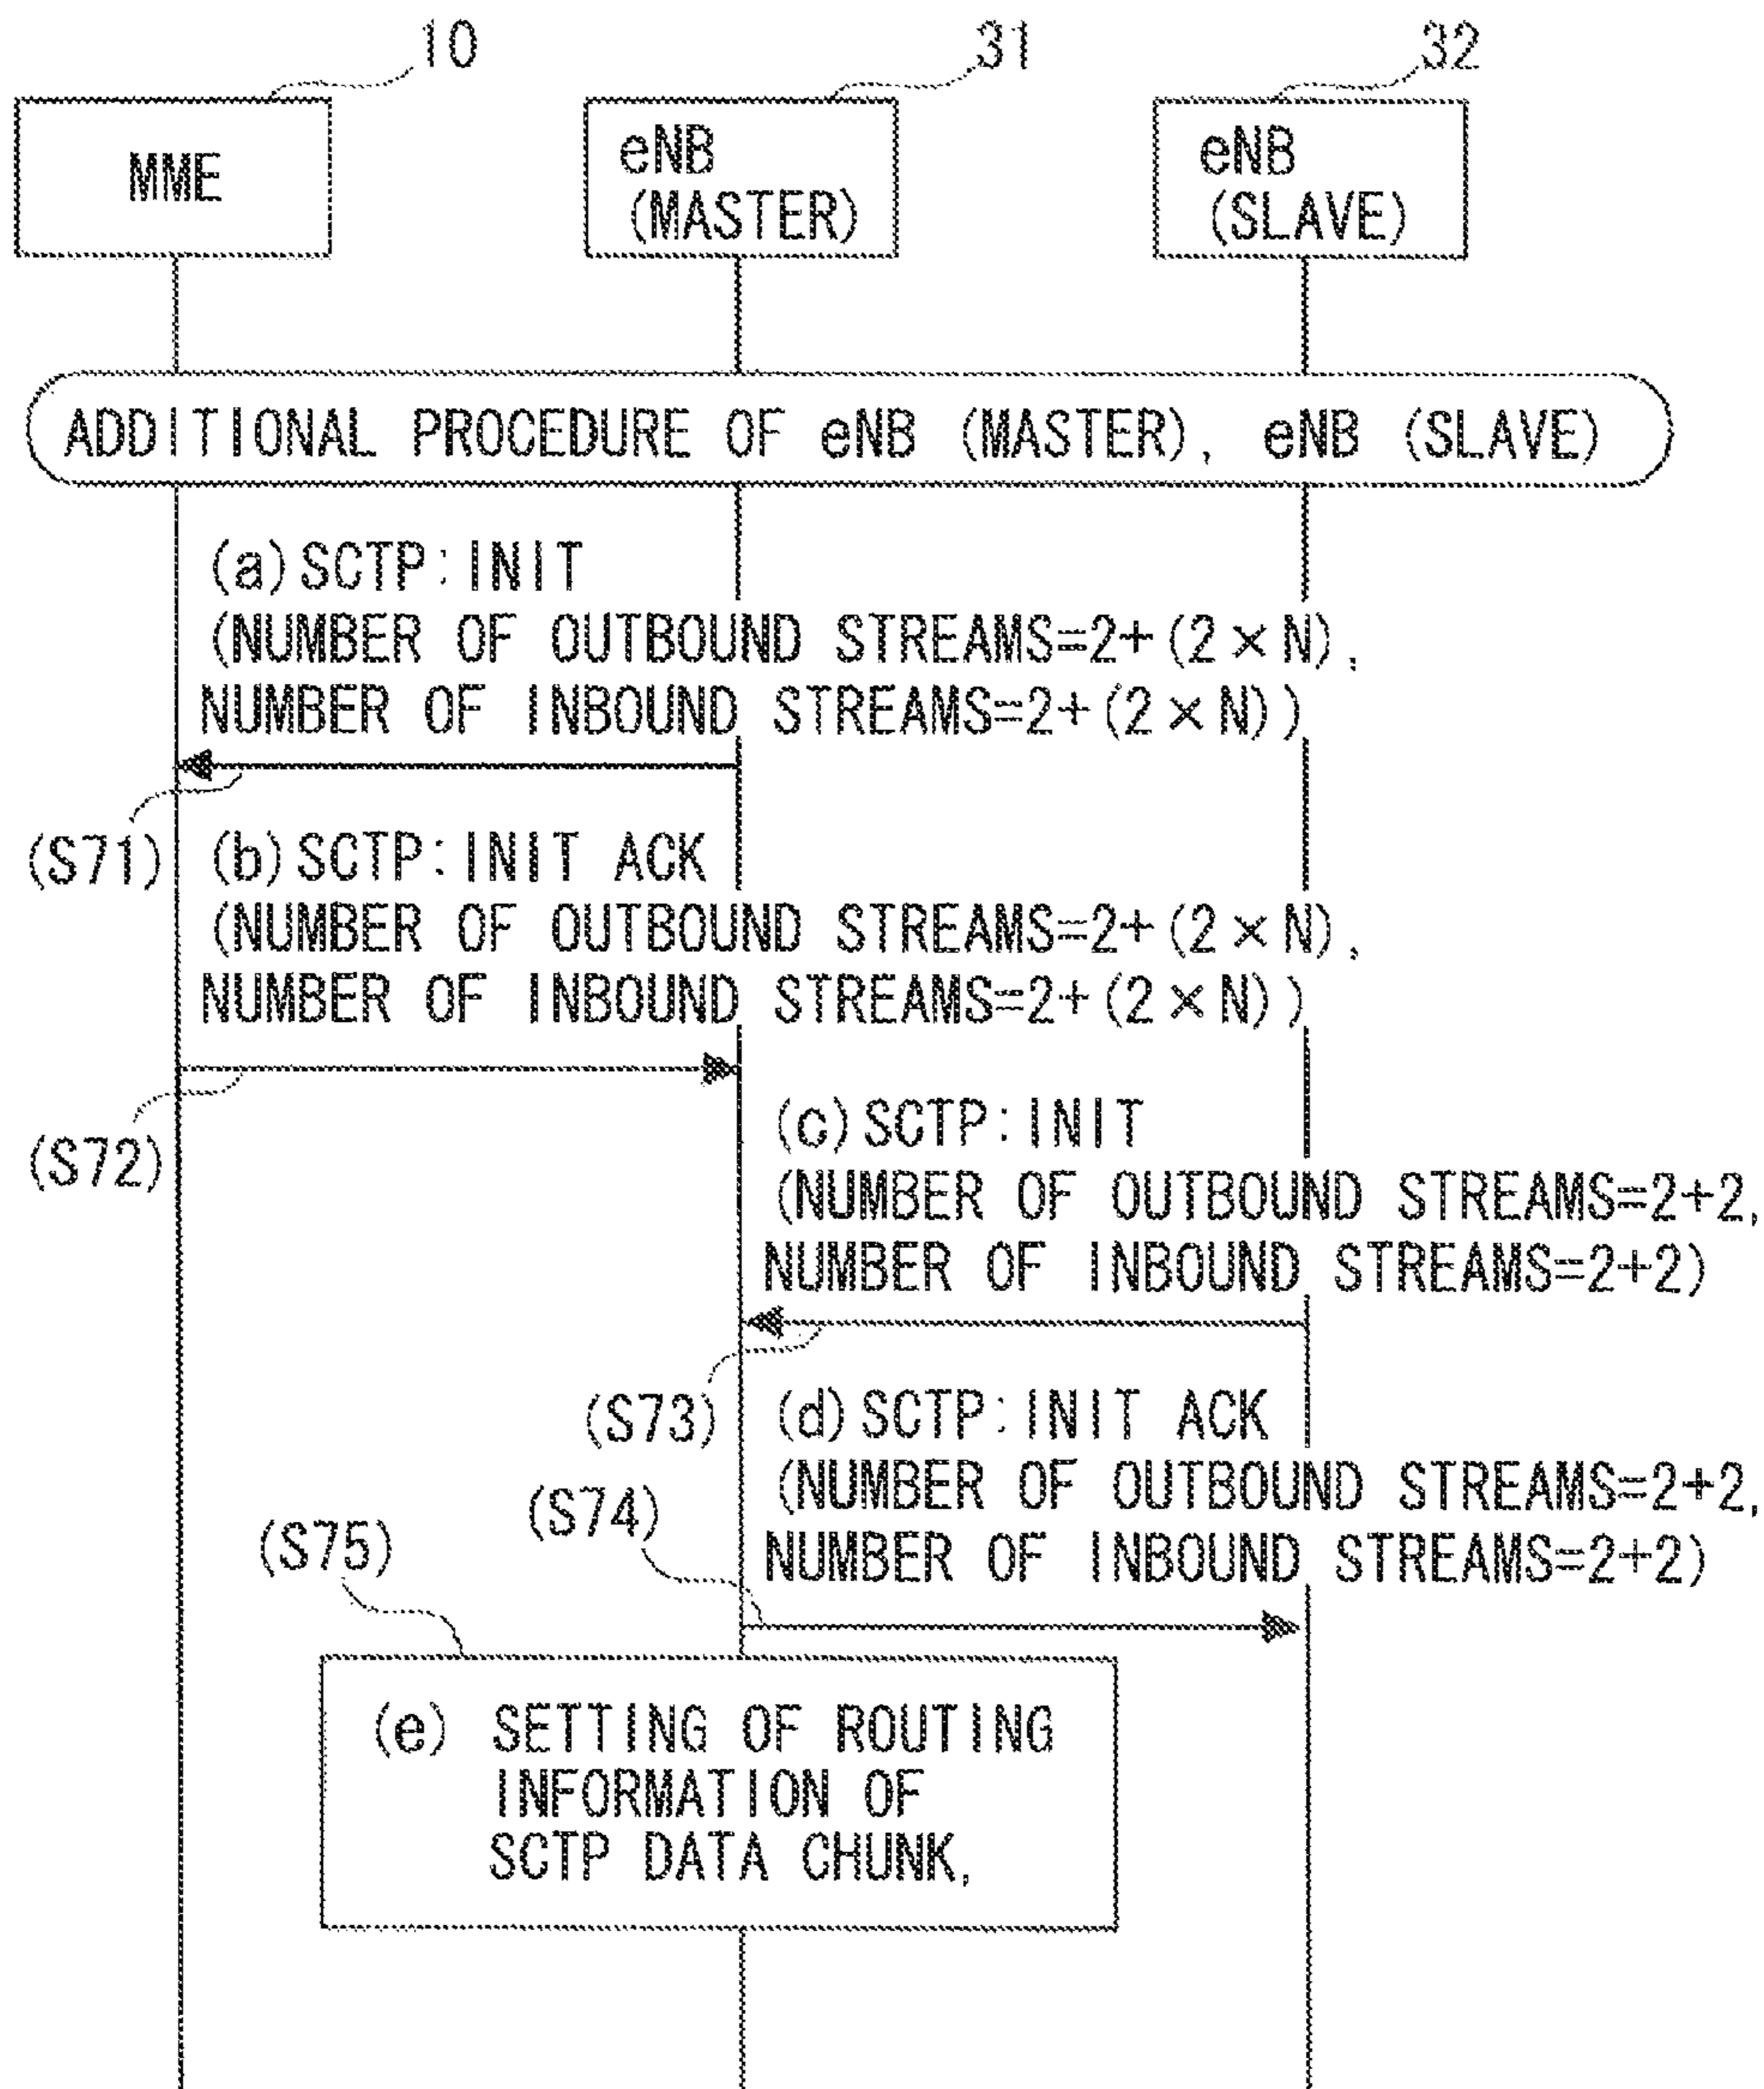 10
31
32
MME
eNB
(MASTER)
eNB
(SLAVE)
ADDITIONAL PROCEDURE OF eNB (MASTER), eNB (SLAVE)
(a)SCTP:INIT
(NUMBER OF OUTBOUND STREAMS=2+(2×N),
NUMBER OF INBOUND STREAMS=2+(2×N))
(S71)
(b)SCTP:INIT ACK
(NUMBER OF OUTBOUND STREAMS=2+(2×N),
NUMBER OF INBOUND STREAMS=2+(2×N))
(S72)
(c)SCTP:INIT
(NUMBER OF OUTBOUND STREAMS=2+2,
NUMBER OF INBOUND STREAMS=2+2)
(S73)
(d)SCTP:INIT ACK
(NUMBER OF OUTBOUND STREAMS=2+2,
NUMBER OF INBOUND STREAMS=2+2)
(S74)
(S75)
(e) SETTING OF ROUTING
INFORMATION OF
SCTP DATA CHUNK,